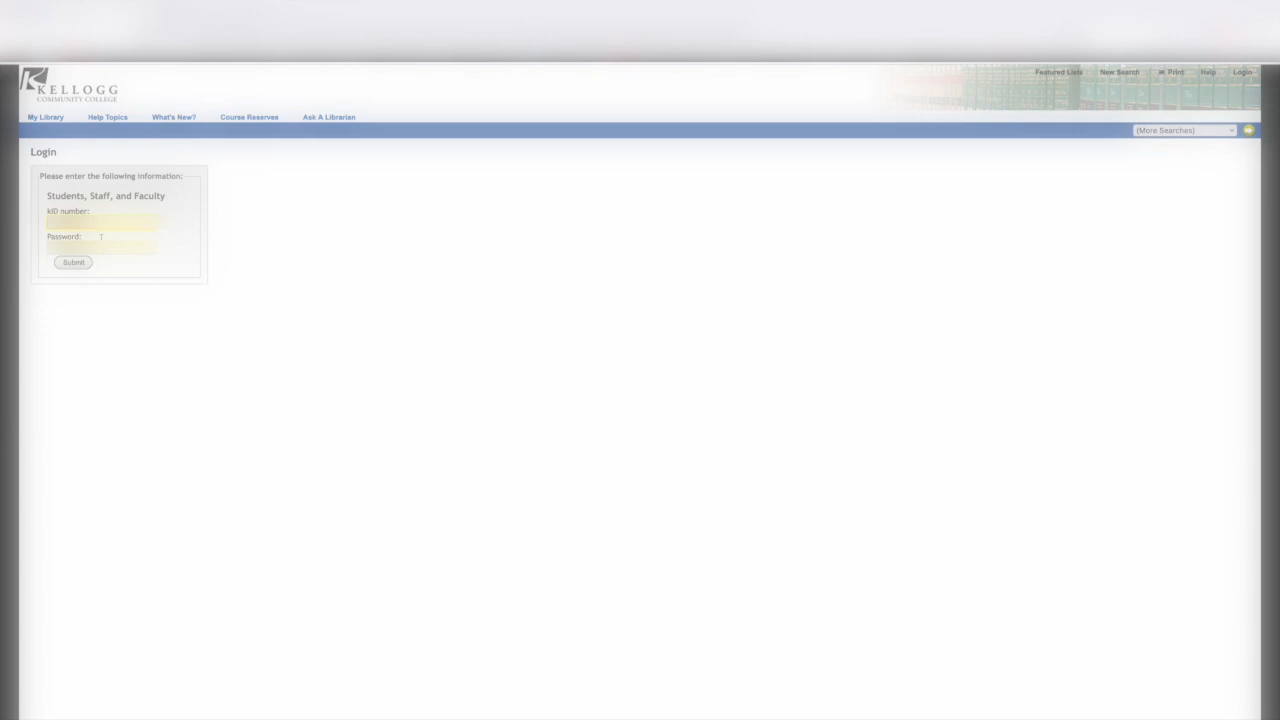 KELLOGG
COMMUNITY COLLEGE
Featured Lists New Search Print Help Login
My Library Help Topics What's New? Course Reserves Ask A Librarian
(More Searches)
Login
Please enter the following information:
Students, Staff, and Faculty
kID number:
Password:
Submit